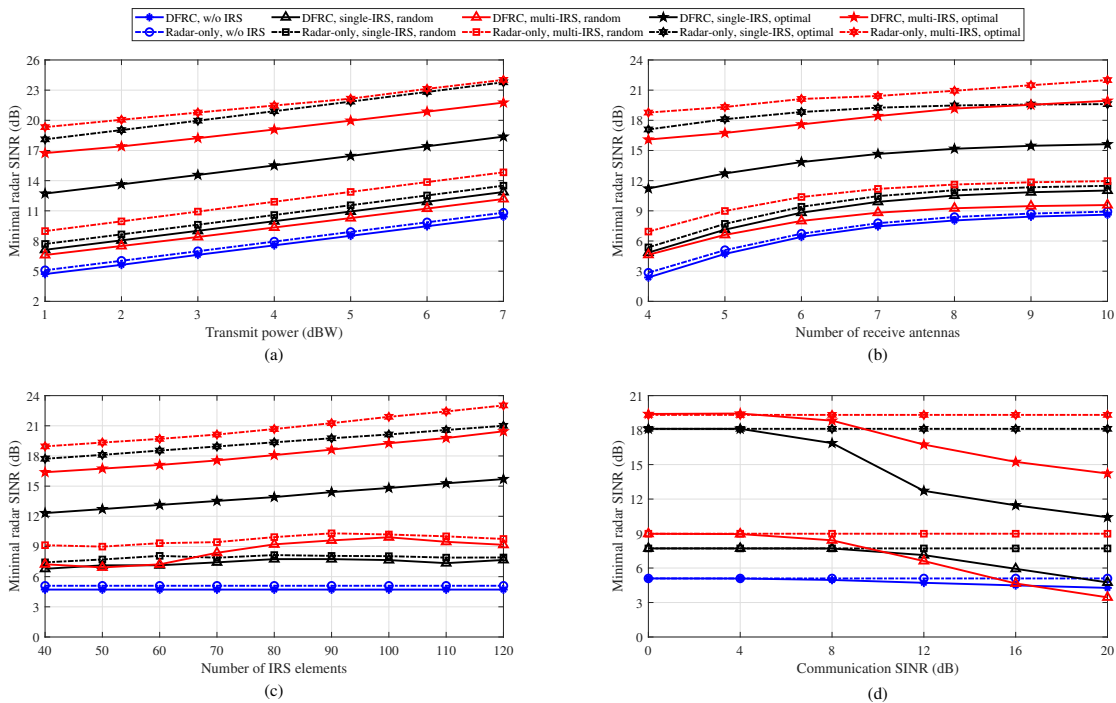 DFRC, w/o IRS DFRC, single-IRS, random DFRC, multi-IRS, random DFRC, single-IRS, optimal DFRC, multi-IRS, optimal
Radar-only, w/o IRS Radar-only, single-IRS, random Radar-only, multi-IRS, random Radar-only, single-IRS, optimal Radar-only, multi-IRS, optimal
Minimal radar SINR (dB)
26
23
20
17
14
11
8
5
2
1 2 3 4 5 6 7
Transmit power (dBW)
(a)
Minimal radar SINR (dB)
24
21
18
15
12
9
6
3
0
4 5 6 7 8 9 10
Number of receive antennas
(b)
Minimal radar SINR (dB)
24
21
18
15
12
9
6
3
0
40 50 60 70 80 90 100 110 120
Number of IRS elements
(c)
Minimal radar SINR (dB)
21
18
15
12
9
6
3
0
0 4 8 12 16 20
Communication SINR (dB)
(d)